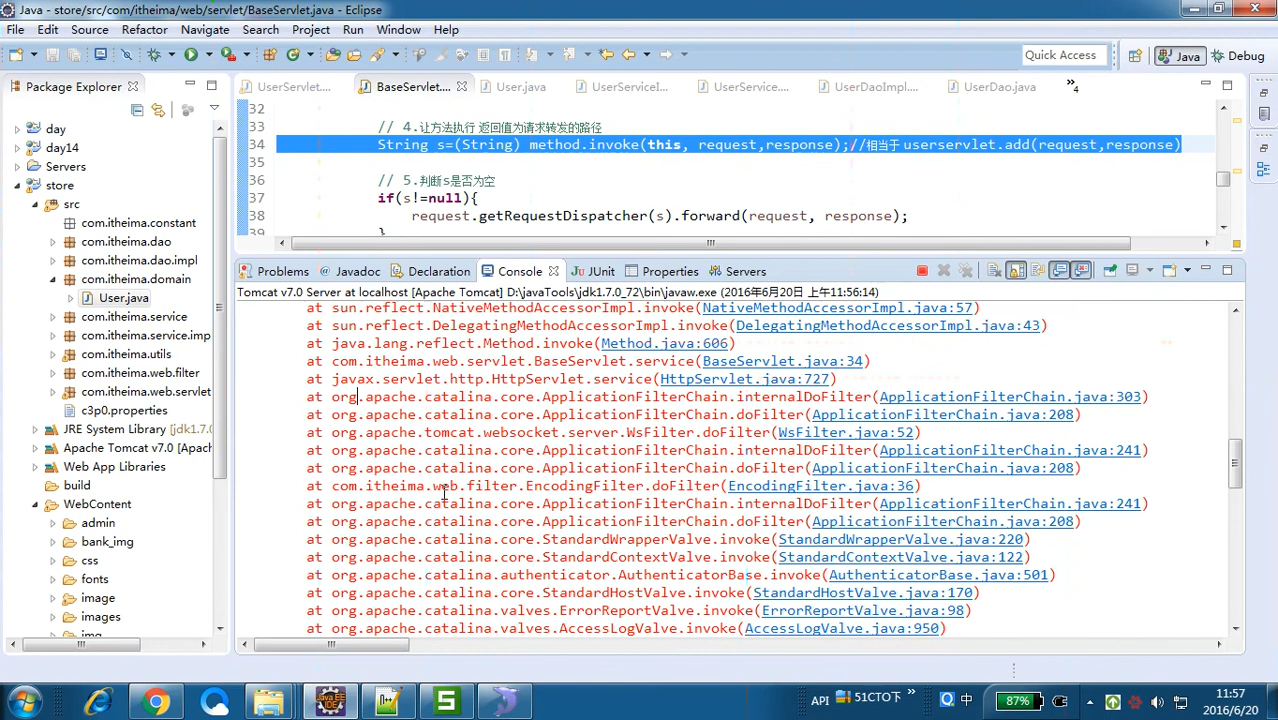 Java - store/src/com/itheima/web/servlet/BaseServlet.java - Eclipse
File Edit Source Refactor Navigate Search Project Run Window Help
Quick Access
Java
Debug
Package Explorer
UserServlet....
BaseServlet....
User.java
UserServiceI...
UserService....
UserDaoImpl....
UserDao.java
»4
day
day14
Servers
store
src
com.itheima.constant
com.itheima.dao
com.itheima.dao.impl
com.itheima.domain
User.java
com.itheima.service
com.itheima.service.imp
com.itheima.utils
com.itheima.web.filter
com.itheima.web.servlet
c3p0.properties
JRE System Library [jdk1.7.0
Apache Tomcat v7.0 [Apac
Web App Libraries
build
WebContent
admin
bank_img
css
fonts
image
images
img
32
33 // 4.让方法执行 返回值为请求转发的路径
34 String s=(String) method.invoke(this, request,response);//相当于 userservlet.add(request,response)
35
36 // 5.判断s是否为空
37 if(s!=null){
38 request.getRequestDispatcher(s).forward(request, response);
39 }
Problems Javadoc Declaration Console JUnit Properties Servers
Tomcat v7.0 Server at localhost [Apache Tomcat] D:\javaTools\jdk1.7.0_72\bin\javaw.exe (2016年6月20日 上午11:56:14)
at sun.reflect.NativeMethodAccessorImpl.invoke(NativeMethodAccessorImpl.java:57)
at sun.reflect.DelegatingMethodAccessorImpl.invoke(DelegatingMethodAccessorImpl.java:43)
at java.lang.reflect.Method.invoke(Method.java:606)
at com.itheima.web.servlet.BaseServlet.service(BaseServlet.java:34)
at javax.servlet.http.HttpServlet.service(HttpServlet.java:727)
at org.apache.catalina.core.ApplicationFilterChain.internalDoFilter(ApplicationFilterChain.java:303)
at org.apache.catalina.core.ApplicationFilterChain.doFilter(ApplicationFilterChain.java:208)
at org.apache.tomcat.websocket.server.WsFilter.doFilter(WsFilter.java:52)
at org.apache.catalina.core.ApplicationFilterChain.internalDoFilter(ApplicationFilterChain.java:241)
at org.apache.catalina.core.ApplicationFilterChain.doFilter(ApplicationFilterChain.java:208)
at com.itheima.web.filter.EncodingFilter.doFilter(EncodingFilter.java:36)
at org.apache.catalina.core.ApplicationFilterChain.internalDoFilter(ApplicationFilterChain.java:241)
at org.apache.catalina.core.ApplicationFilterChain.doFilter(ApplicationFilterChain.java:208)
at org.apache.catalina.core.StandardWrapperValve.invoke(StandardWrapperValve.java:220)
at org.apache.catalina.core.StandardContextValve.invoke(StandardContextValve.java:122)
at org.apache.catalina.authenticator.AuthenticatorBase.invoke(AuthenticatorBase.java:501)
at org.apache.catalina.core.StandardHostValve.invoke(StandardHostValve.java:170)
at org.apache.catalina.valves.ErrorReportValve.invoke(ErrorReportValve.java:98)
at org.apache.catalina.valves.AccessLogValve.invoke(AccessLogValve.java:950)
Java EE
IDE
API
51CTO下
中
87%
11:57
2016/6/20